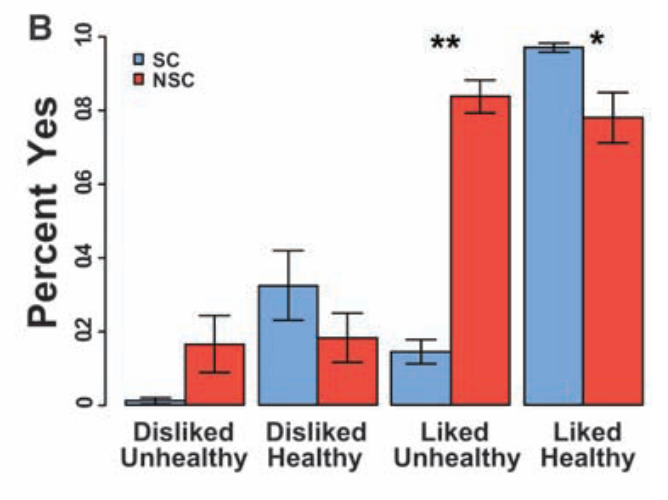 B
SC
NSC
**
*
Percent Yes
1.0
0.8
0.6
0.4
0.2
0
Disliked Unhealthy
Disliked Healthy
Liked Unhealthy
Liked Healthy